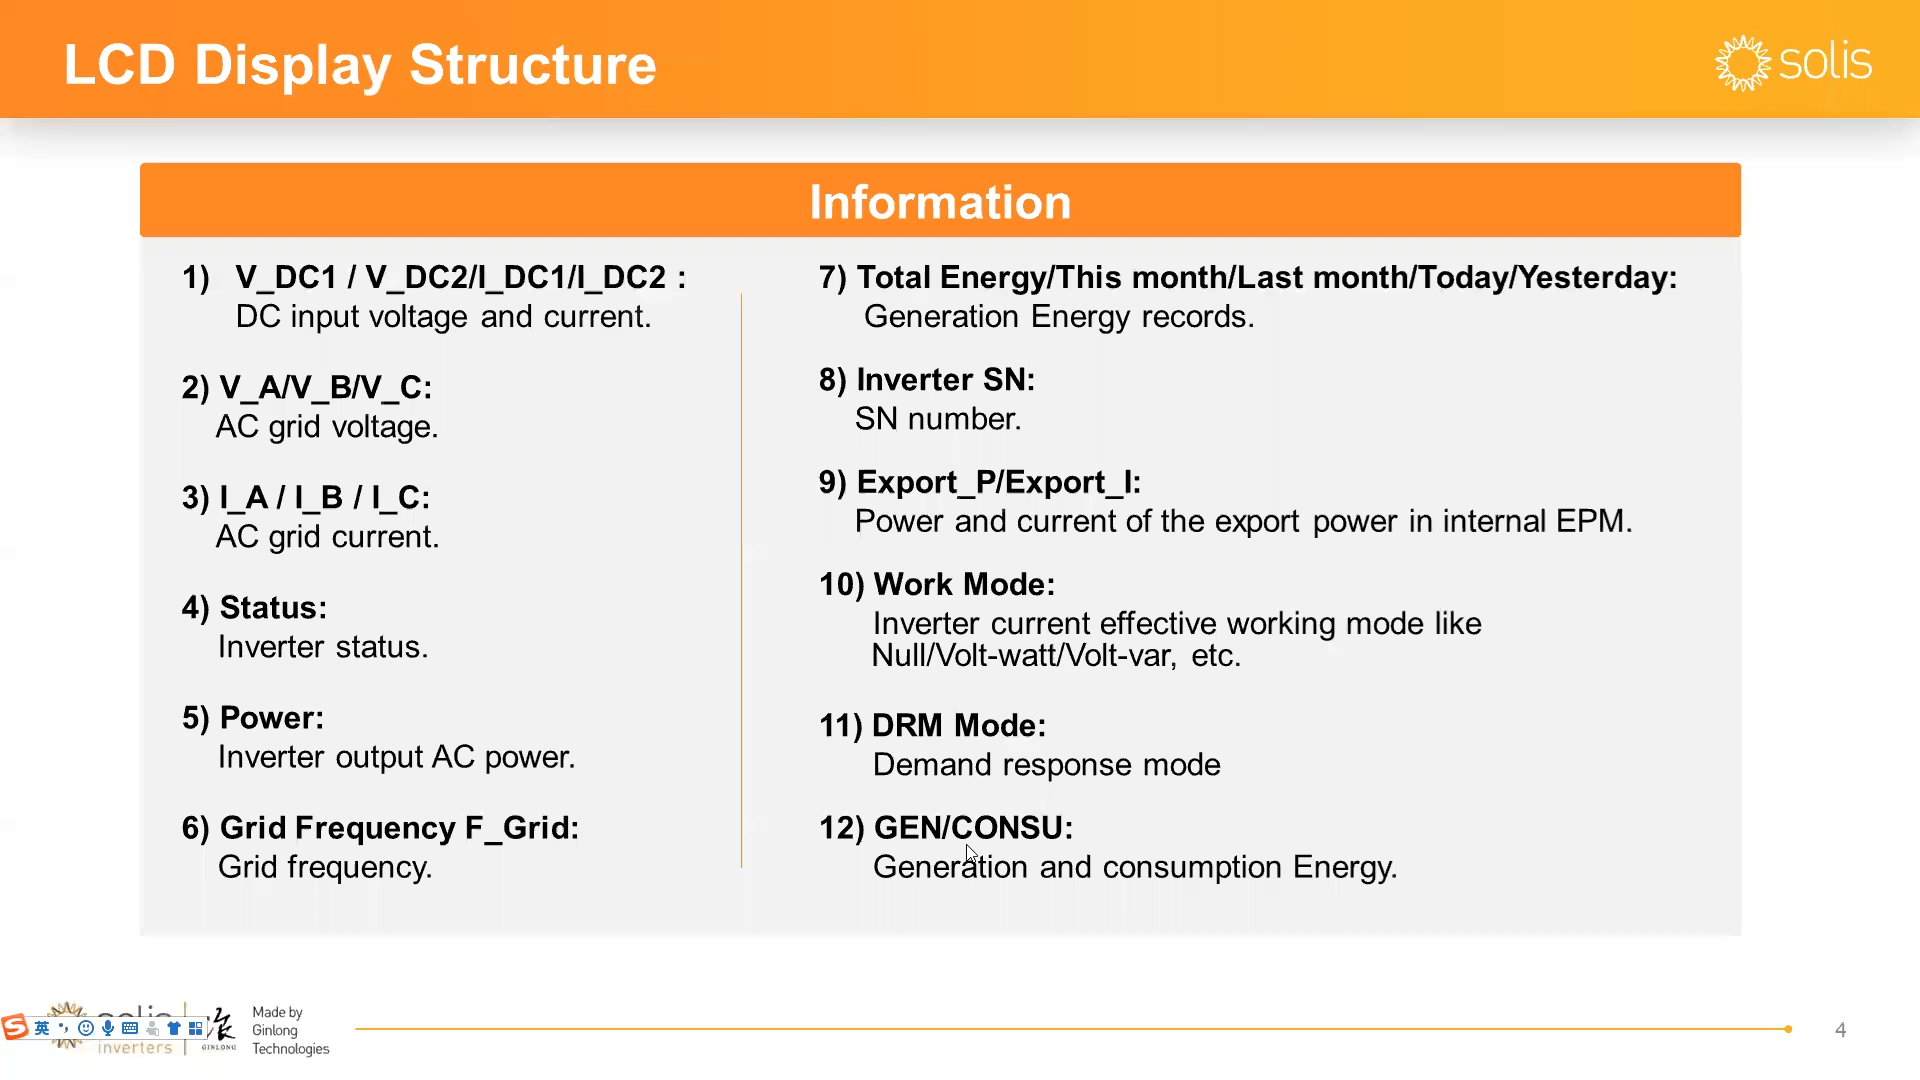 LCD Display Structure
solis
Information
1) V_DC1 / V_DC2/I_DC1/I_DC2 :
DC input voltage and current.
2) V_A/V_B/V_C:
AC grid voltage.
3) I_A / I_B / I_C:
AC grid current.
4) Status:
Inverter status.
5) Power:
Inverter output AC power.
6) Grid Frequency F_Grid:
Grid frequency.
7) Total Energy/This month/Last month/Today/Yesterday:
Generation Energy records.
8) Inverter SN:
SN number.
9) Export_P/Export_I:
Power and current of the export power in internal EPM.
10) Work Mode:
Inverter current effective working mode like
Null/Volt-watt/Volt-var, etc.
11) DRM Mode:
Demand response mode
12) GEN/CONSU:
Generation and consumption Energy.
英
inverters
GINLONG
Made by
Ginlong
Technologies
4